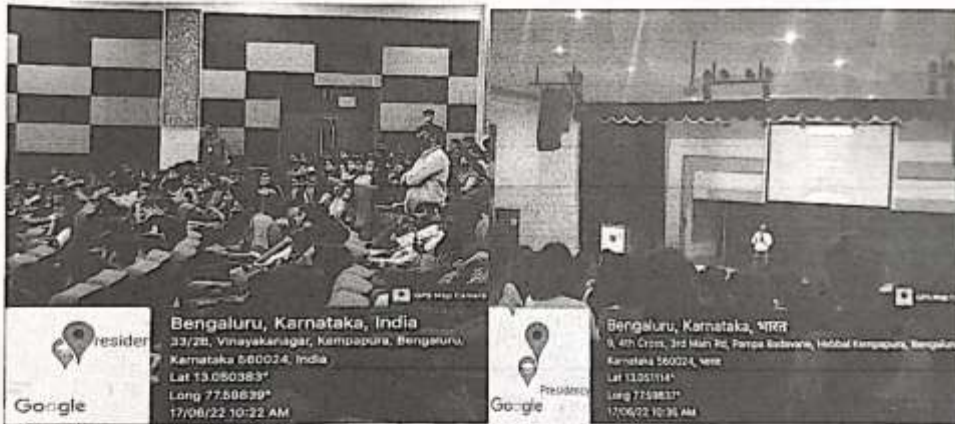 GPS Map Camera
Bengaluru, Karnataka, India
33/2B, Vinayakanagar, Kempapura, Bengaluru,
Karnataka 560024, India
Lat 13.050383°
Long 77.59839°
17/06/22 10:22 AM
resider
Google
GPS Map
Bengaluru, Karnataka, भारत
9, 4th Cross, 3rd Main Rd, Pampa Badavane, Hebbal Kempapura, Bengaluru
Karnataka 560024, भारत
Lat 13.051114°
Long 77.59837°
17/06/22 10:36 AM
Presidency
Google